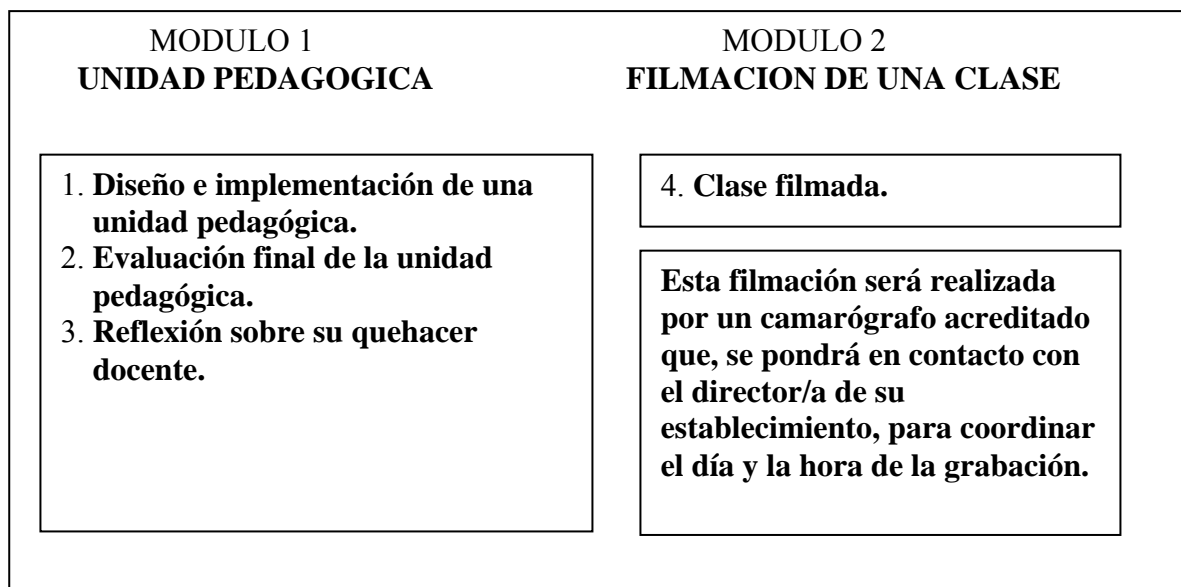 MODULO 1
UNIDAD PEDAGOGICA
1. Diseño e implementación de una
unidad pedagógica.
2. Evaluación final de la unidad
pedagógica.
3. Reflexión sobre su quehacer
docente.
MODULO 2
FILMACION DE UNA CLASE
4. Clase filmada.
Esta filmación será realizada
por un camarógrafo acreditado
que, se pondrá en contacto con
el director/a de su
establecimiento, para coordinar
el día y la hora de la grabación.